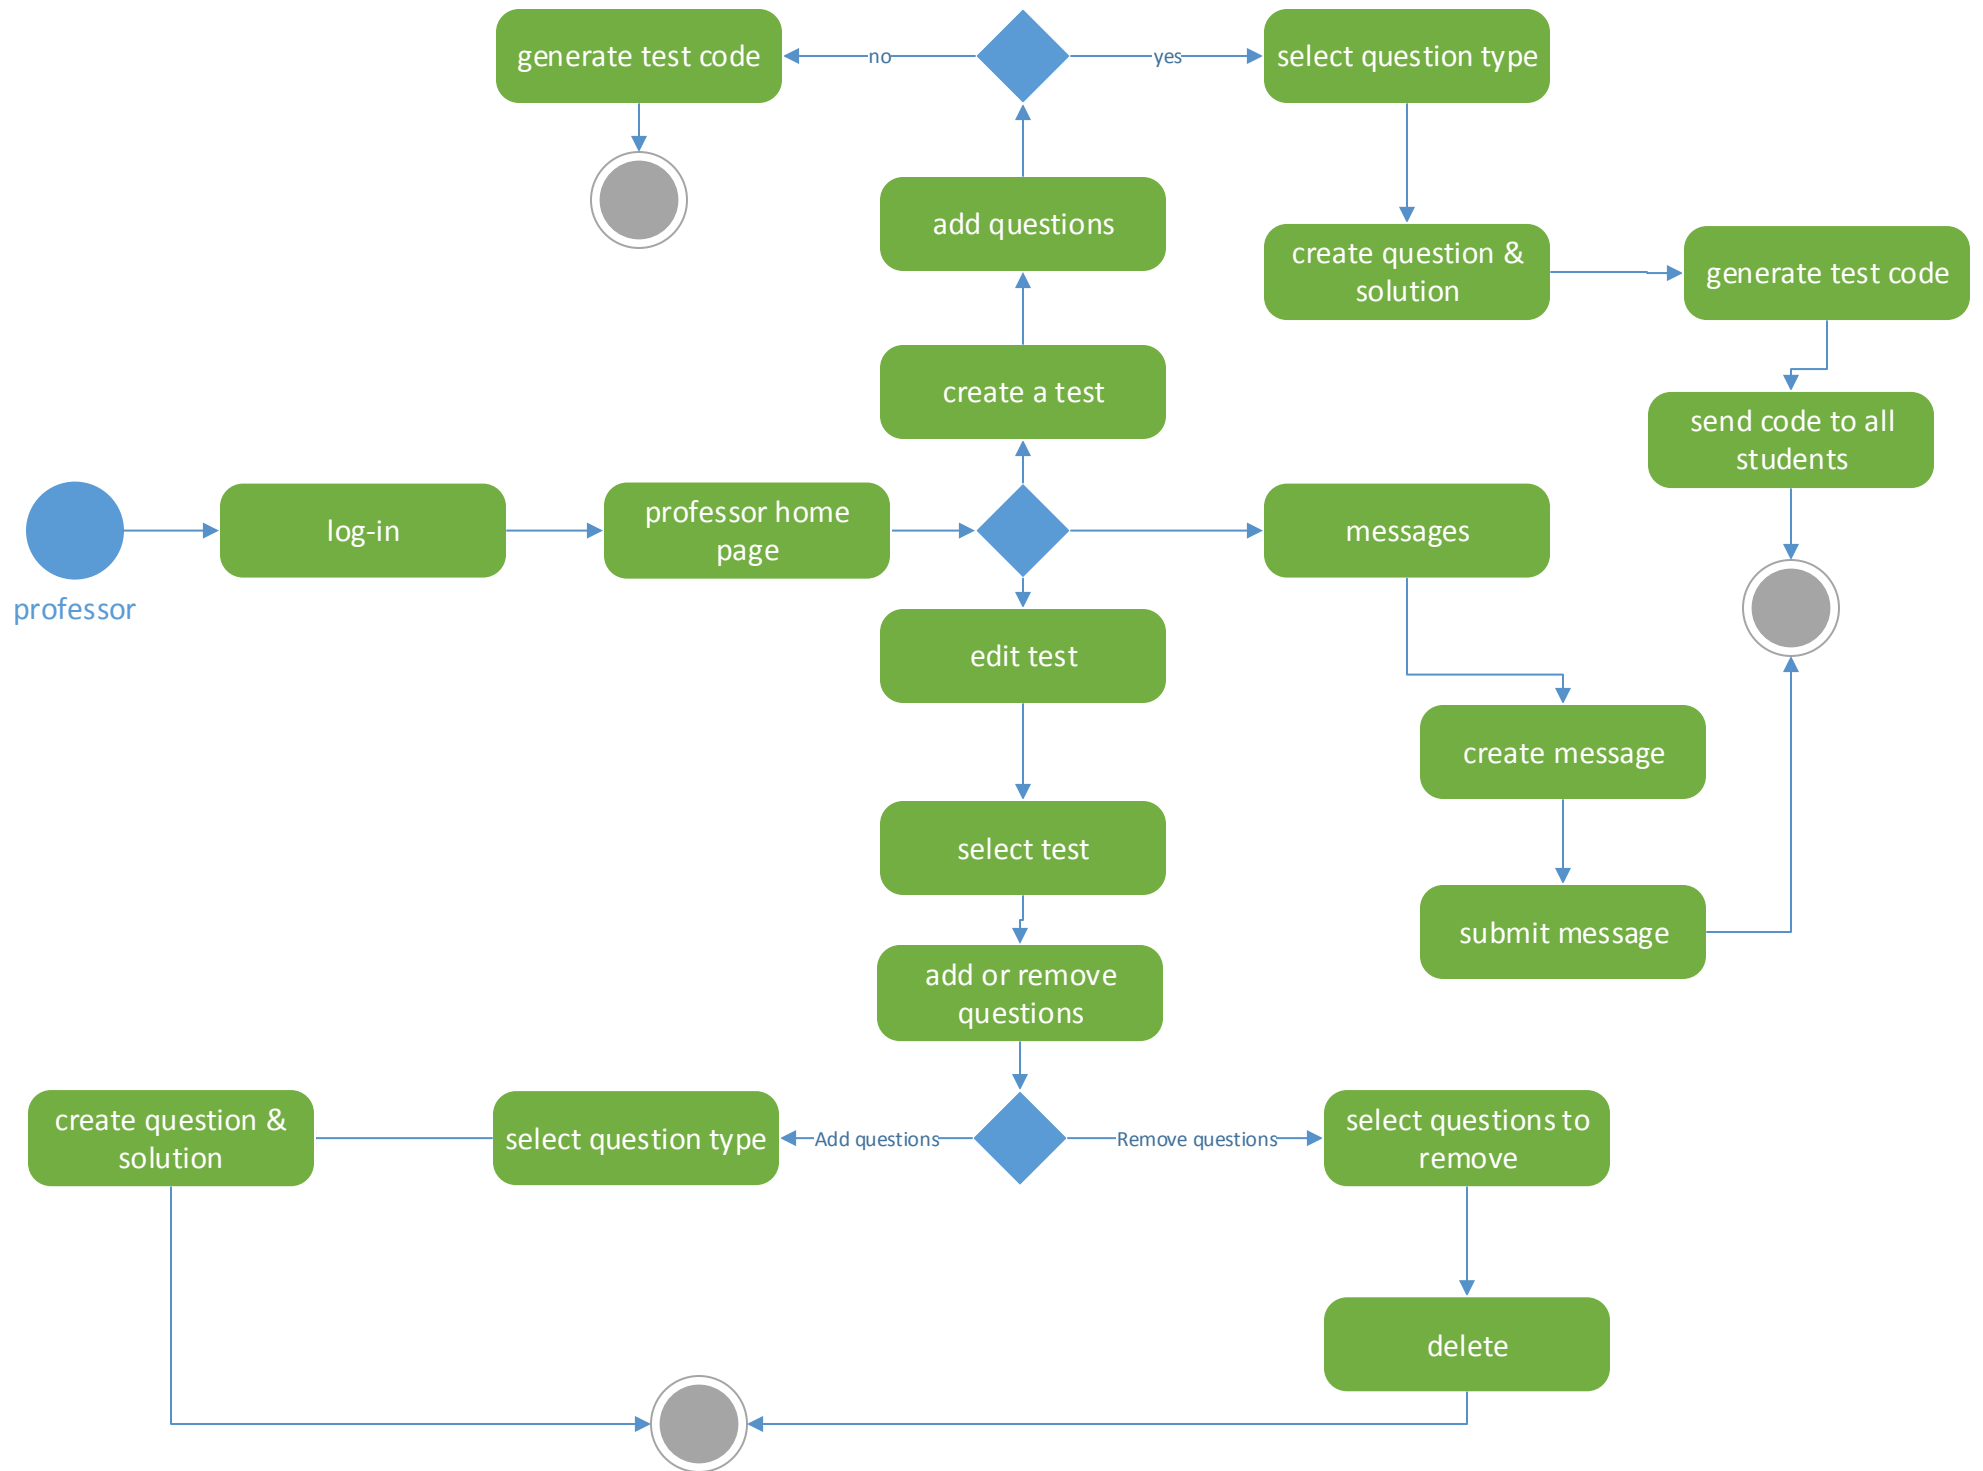 generate test code
no
yes
select question type
add questions
create question &
solution
generate test code
create a test
send code to all
students
professor
log-in
professor home
page
messages
edit test
create message
select test
submit message
add or remove
questions
create question &
solution
select question type
Add questions
Remove questions
select questions to
remove
delete